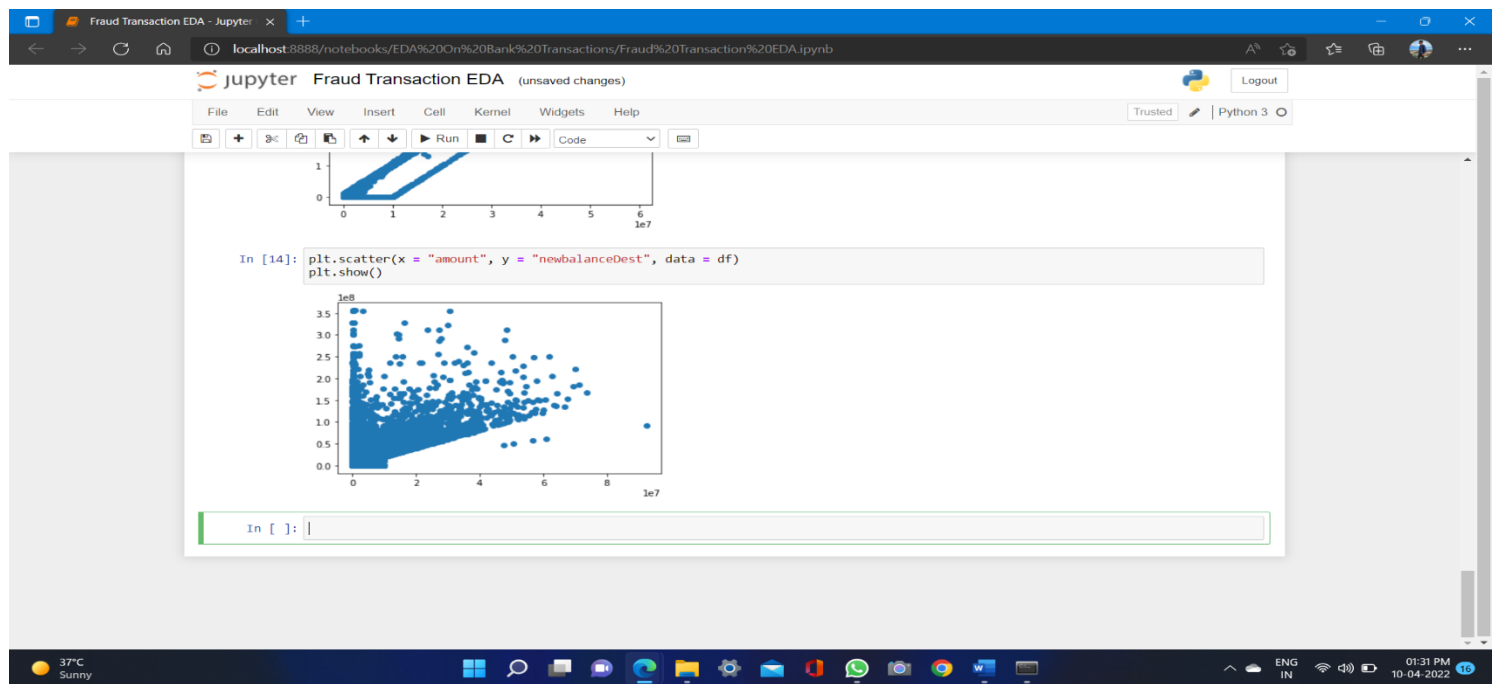 Fraud Transaction EDA - Jupyter
localhost:8888/notebooks/EDA%20On%20Bank%20Transactions/Fraud%20Transaction%20EDA.ipynb
jupyter Fraud Transaction EDA (unsaved changes)
Logout
File Edit View Insert Cell Kernel Widgets Help
Trusted Python 3
Run Code
1
0
0 1 2 3 4 5 6
1e7
In [14]: plt.scatter(x = "amount", y = "newbalanceDest", data = df)
plt.show()
1e8
3.5
3.0
2.5
2.0
1.5
1.0
0.5
0.0
0 2 4 6 8
1e7
In [ ]:
37°C
Sunny
ENG
IN
01:31 PM
10-04-2022
16